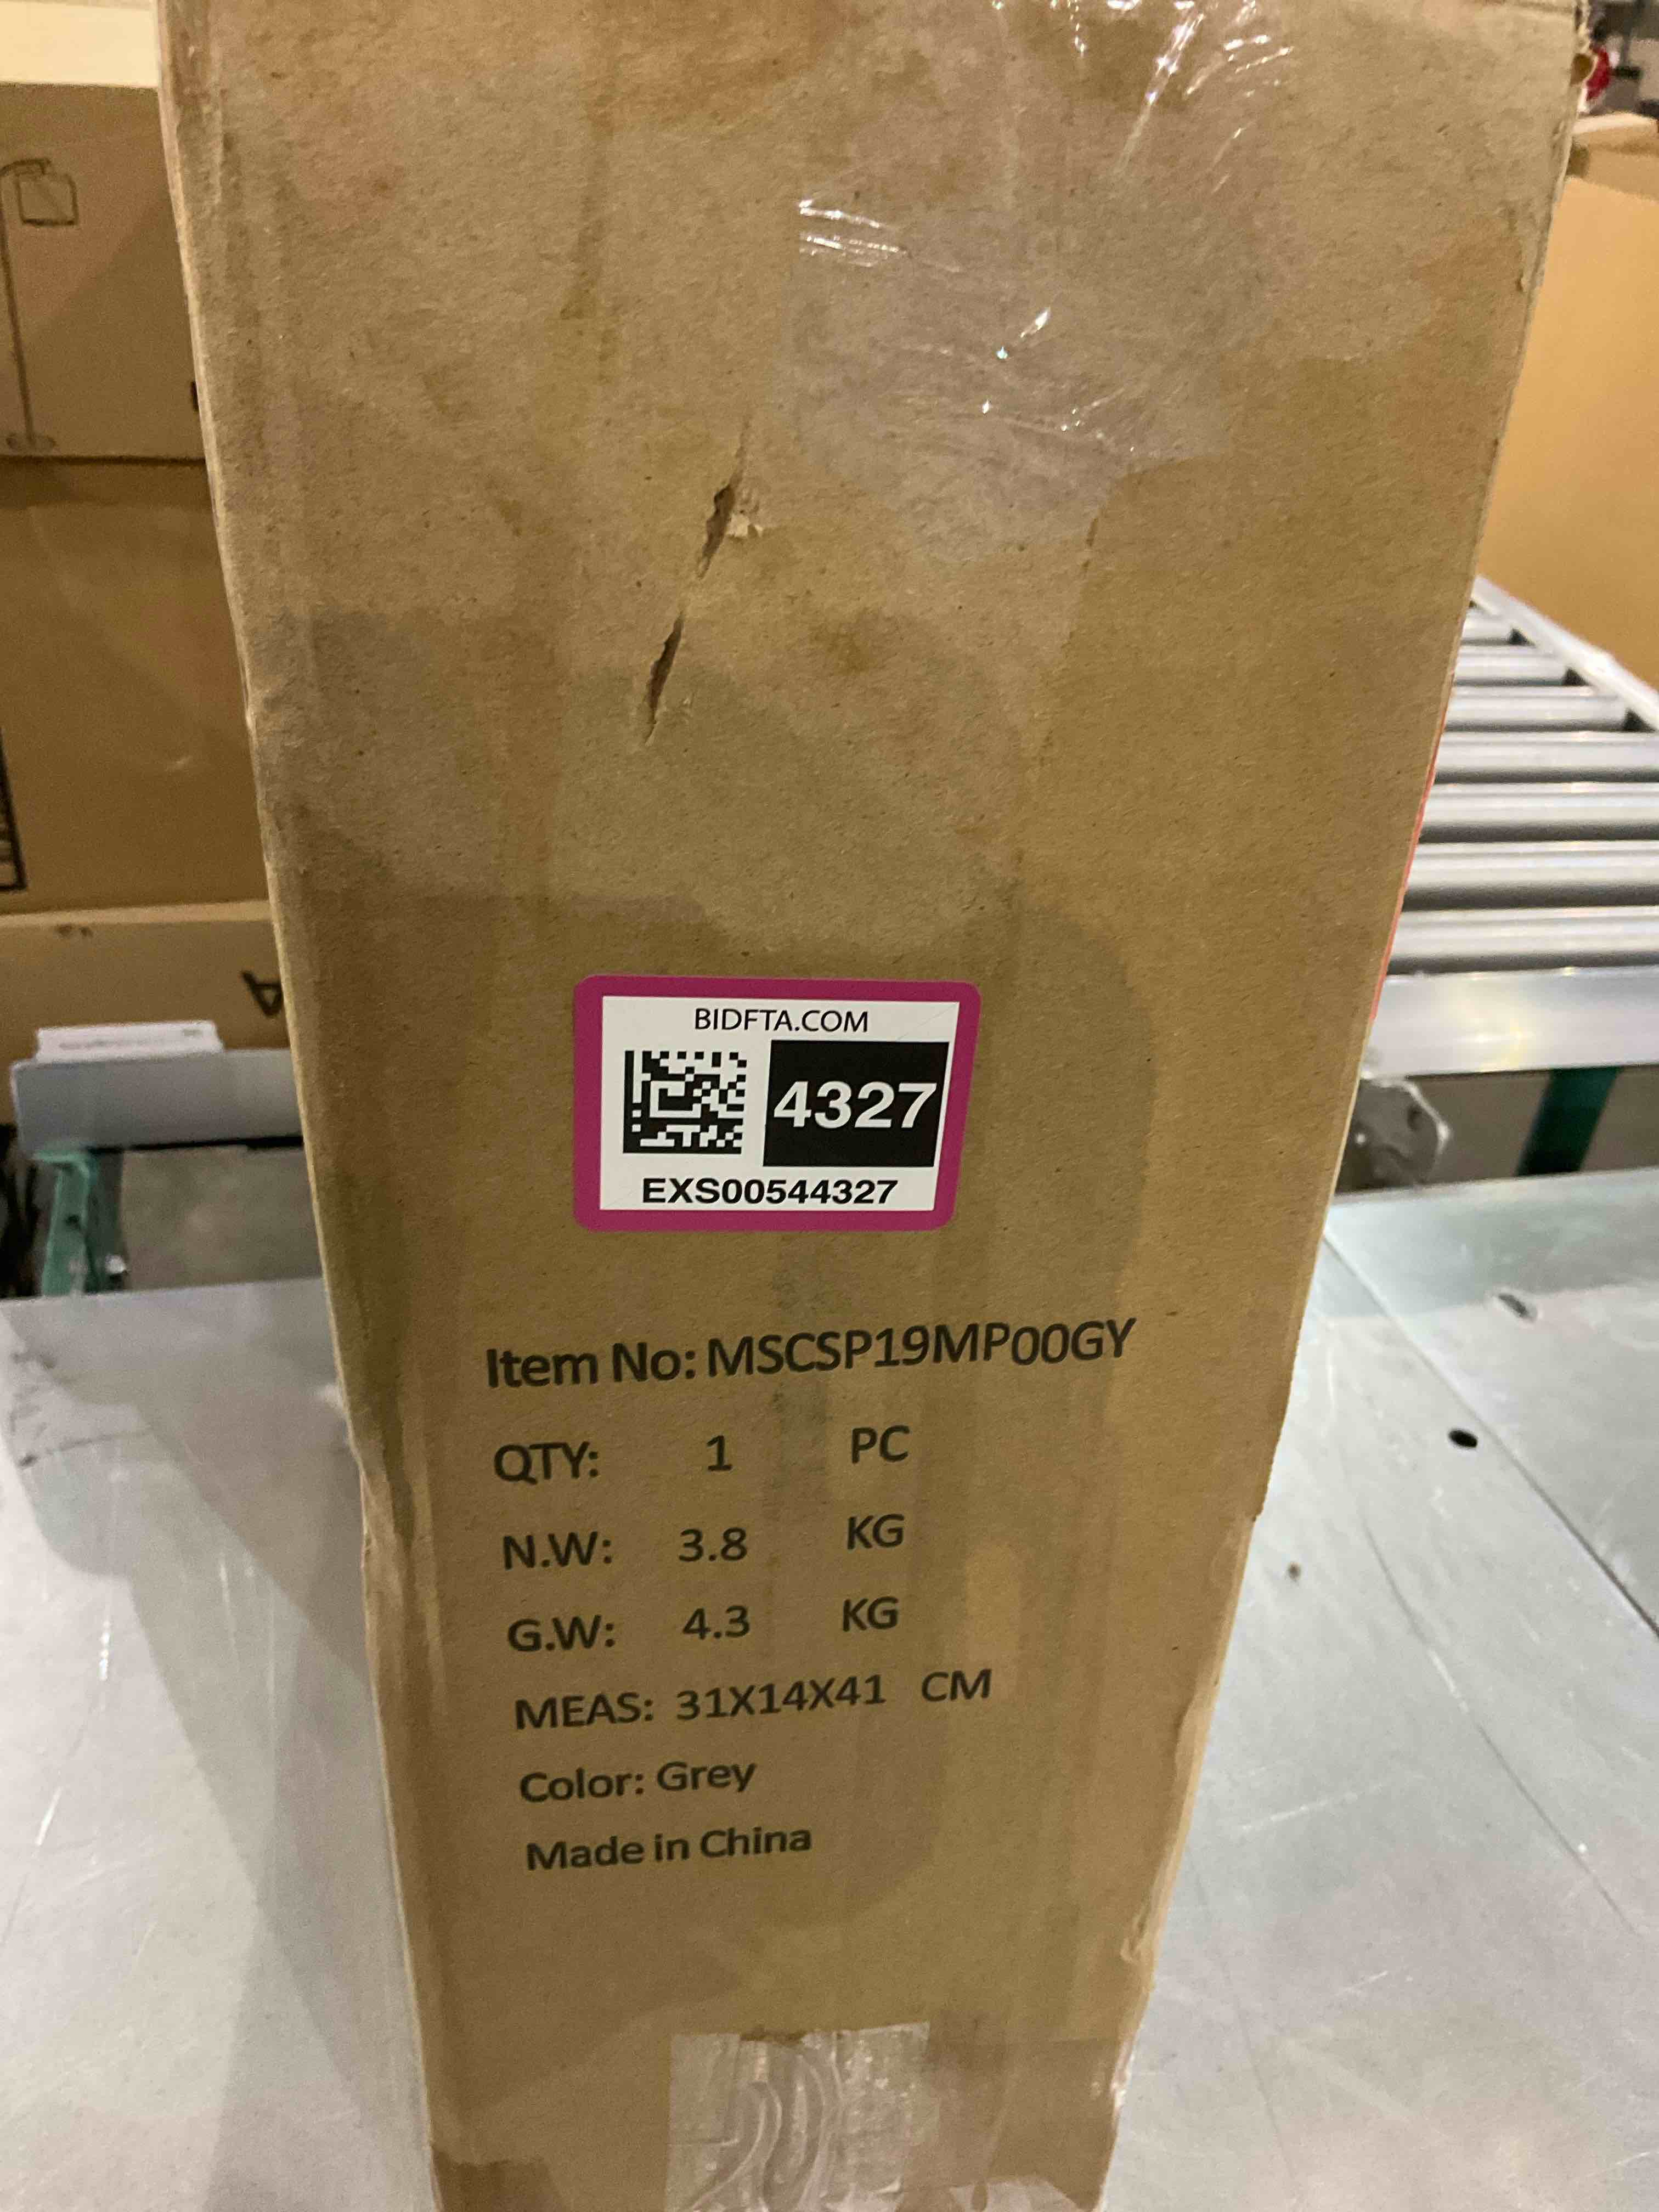 BIDFTA.COM
4327
EXS00544327
Item No: MSCSP19MP00GY
QTY: 1 PC
N.W: 3.8 KG
G.W: 4.3 KG
MEAS: 31X14X41 CM
Color: Grey
Made in China
A